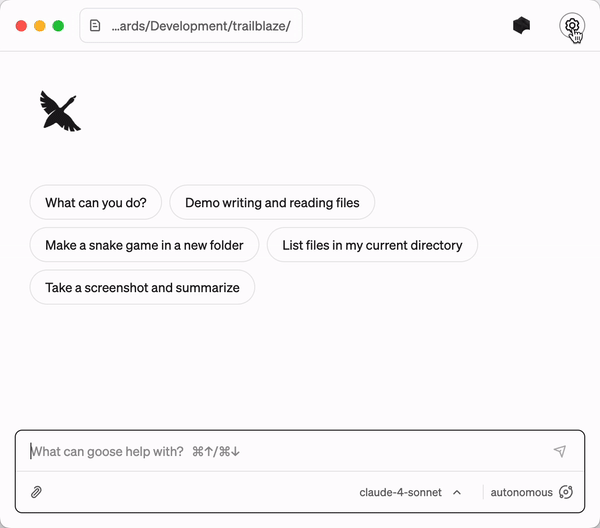 ...ards/Development/trailblaze/
What can you do?
Demo writing and reading files
Make a snake game in a new folder
List files in my current directory
Take a screenshot and summarize
What can goose help with? ⌘↑/⌘↓
claude-4-sonnet
autonomous